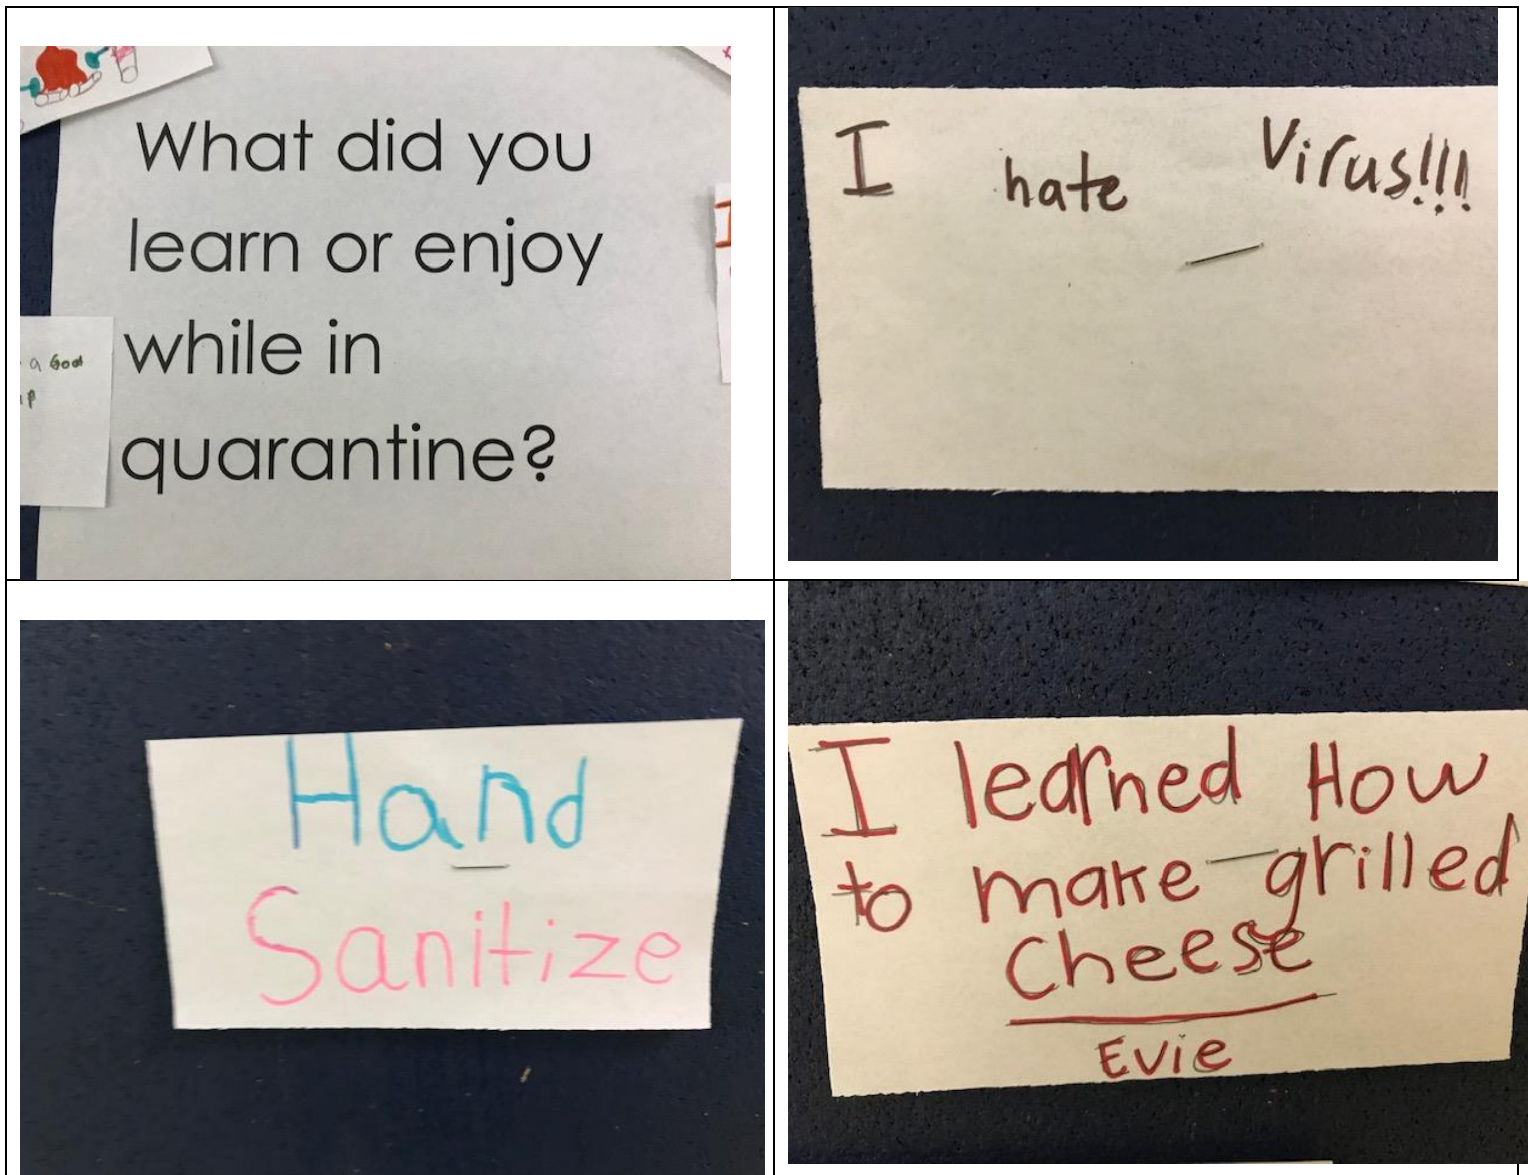 What did you
learn or enjoy
while in
quarantine?
a Good
I hate Virus!!!
Hand
Sanitize
I learned How
to make grilled
Cheese
Evie